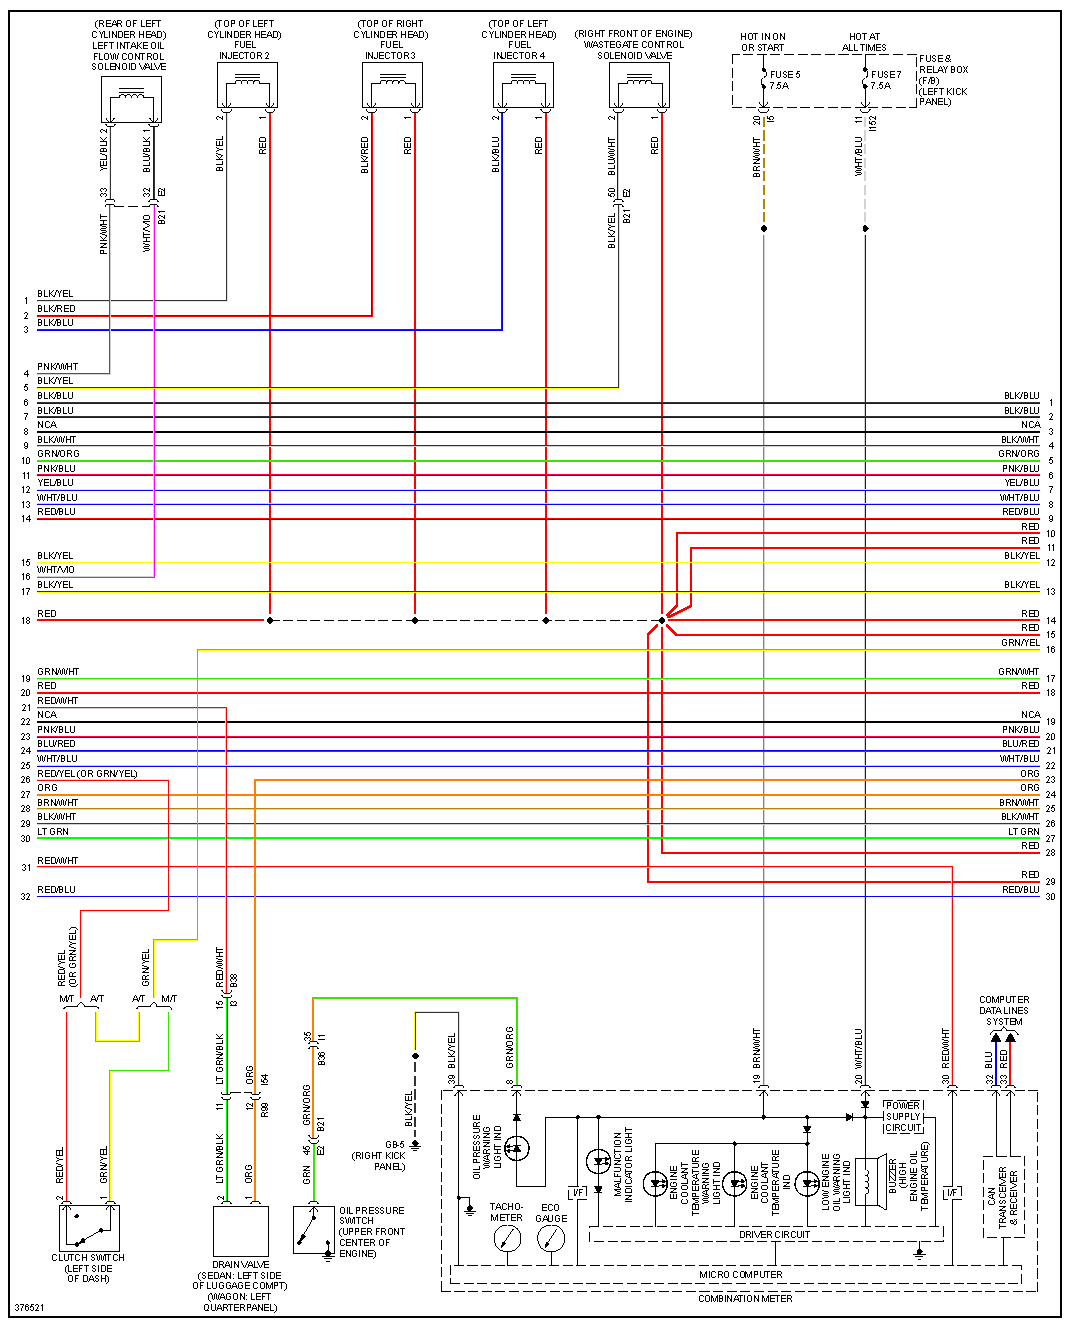 (REAR OF LEFT
CYLINDER HEAD)
LEFT INTAKE OIL
FLOW CONTROL
SOLENOID VALVE
(TOP OF LEFT
CYLINDER HEAD)
FUEL
INJECTOR 2
(TOP OF RIGHT
CYLINDER HEAD)
FUEL
INJECTOR 3
(TOP OF LEFT
CYLINDER HEAD)
FUEL
INJECTOR 4
(RIGHT FRONT OF ENGINE)
WASTEGATE CONTROL
SOLENOID VALVE
HOT IN ON
OR START
HOT AT
ALL TIMES
FUSE 5
7.5A
FUSE 7
7.5A
FUSE &
RELAY BOX
(F/B)
(LEFT KICK
PANEL)
YEL/BLK 2
BLU/BLK 1
33
32 E2
B21
PNK/WHT
WHT/VIO
2 BLK/YEL
1 RED
2 BLK/RED
1 RED
2 BLK/BLU
1 RED
2 BLU/WHT
1 RED
50 E2
B21
BLK/YEL
20 I5
BRN/WHT
11 I152
WHT/BLU
1 BLK/YEL
2 BLK/RED
3 BLK/BLU
4 PNK/WHT
5 BLK/YEL
6 BLK/BLU BLK/BLU 1
7 BLK/BLU BLK/BLU 2
8 NCA NCA 3
9 BLK/WHT BLK/WHT 4
10 GRN/ORG GRN/ORG 5
11 PNK/BLU PNK/BLU 6
12 YEL/BLU YEL/BLU 7
13 WHT/BLU WHT/BLU 8
14 RED/BLU RED/BLU 9
RED 10
RED 11
15 BLK/YEL BLK/YEL 12
16 WHT/VIO
17 BLK/YEL BLK/YEL 13
18 RED RED 14
RED 15
GRN/YEL 16
19 GRN/WHT GRN/WHT 17
20 RED RED 18
21 RED/WHT
22 NCA NCA 19
23 PNK/BLU PNK/BLU 20
24 BLU/RED BLU/RED 21
25 WHT/BLU WHT/BLU 22
26 RED/YEL (OR GRN/YEL) ORG 23
27 ORG ORG 24
28 BRN/WHT BRN/WHT 25
29 BLK/WHT BLK/WHT 26
30 LT GRN LT GRN 27
RED 28
31 RED/WHT
RED 29
32 RED/BLU RED/BLU 30
RED/YEL
(OR GRN/YEL)
GRN/YEL
M/T A/T A/T M/T
RED/YEL
GRN/YEL
2 1
CLUTCH SWITCH
(LEFT SIDE
OF DASH)
RED/WHT
B38
15 I3
LT GRN/BLK
ORG I54
11 12 R99
LT GRN/BLK
ORG
2 1
DRAIN VALVE
(SEDAN: LEFT SIDE
OF LUGGAGE COMPT)
(WAGON: LEFT
QUARTERPANEL)
35 I1
B36
GRN/ORG
B21
45 E2
GRN
OIL PRESSURE
SWITCH
(UPPER FRONT
CENTER OF
ENGINE)
BLK/YEL
GB-5
(RIGHT KICK
PANEL)
39 BLK/YEL
8 GRN/ORG
19 BRN/WHT
20 WHT/BLU
30 RED/WHT
COMPUTER
DATA LINES
SYSTEM
32 BLU
33 RED
OIL PRESSURE
WARNING
LIGHT IND
I/F
MALFUNCTION
INDICATOR LIGHT
ENGINE
COOLANT
TEMPERATURE
WARNING
LIGHT IND
ENGINE
COOLANT
TEMPERATURE
IND
LOW ENGINE
OIL WARNING
LIGHT IND
BUZZER
(HIGH
ENGINE OIL
TEMPERATURE)
POWER
SUPPLY
CIRCUIT
I/F
CAN
TRANSCEIVER
& RECEIVER
TACHO-
METER
ECO
GAUGE
DRIVER CIRCUIT
MICRO COMPUTER
COMBINATION METER
376521